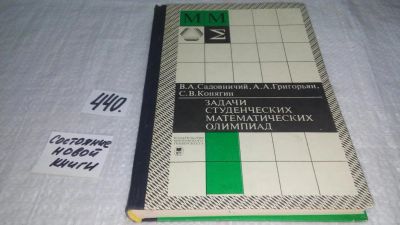 440.
Состояние
новой
книги
М М
В.А.Садовничий, А.А.Григорьян,
С.В.Конягин
ЗАДАЧИ
СТУДЕНЧЕСКИХ
МАТЕМАТИЧЕСКИХ
ОЛИМПИАД